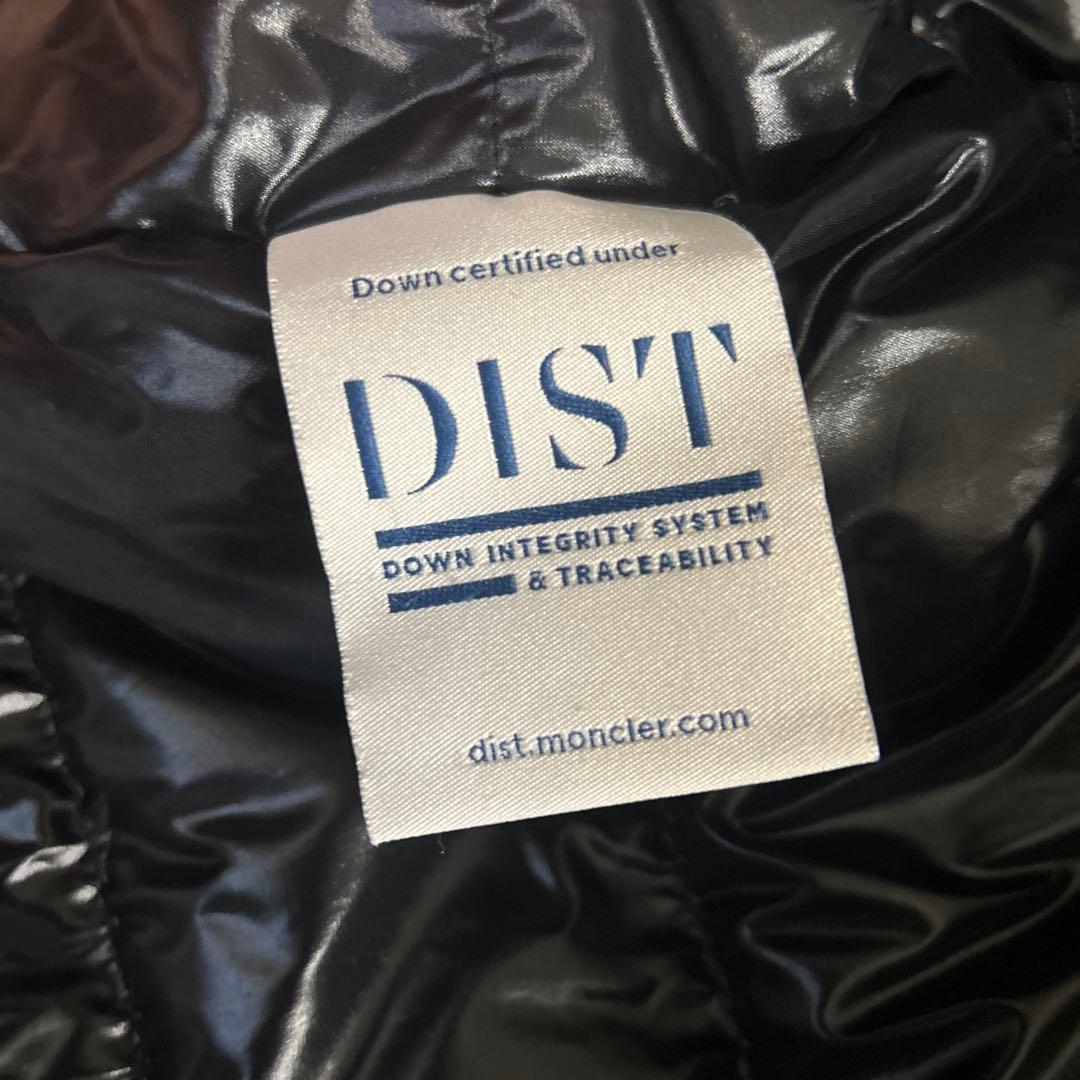 Down certified under
DIST
DOWN INTEGRITY SYSTEM
& TRACEABILITY
dist.moncler.com